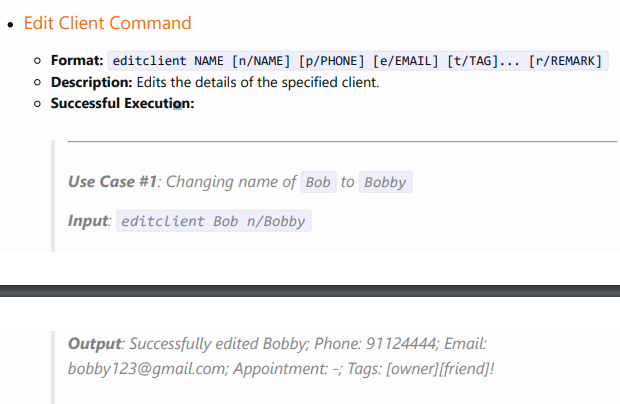 Edit Client Command
Format: editclient NAME [n/NAME] [p/PHONE] [e/EMAIL] [t/TAG]... [r/REMARK]
Description: Edits the details of the specified client.
Successful Execution:
Use Case #1: Changing name of Bob to Bobby
Input: editclient Bob n/Bobby
Output: Successfully edited Bobby; Phone: 91124444; Email:
bobby123@gmail.com; Appointment: -; Tags: [owner][friend]!